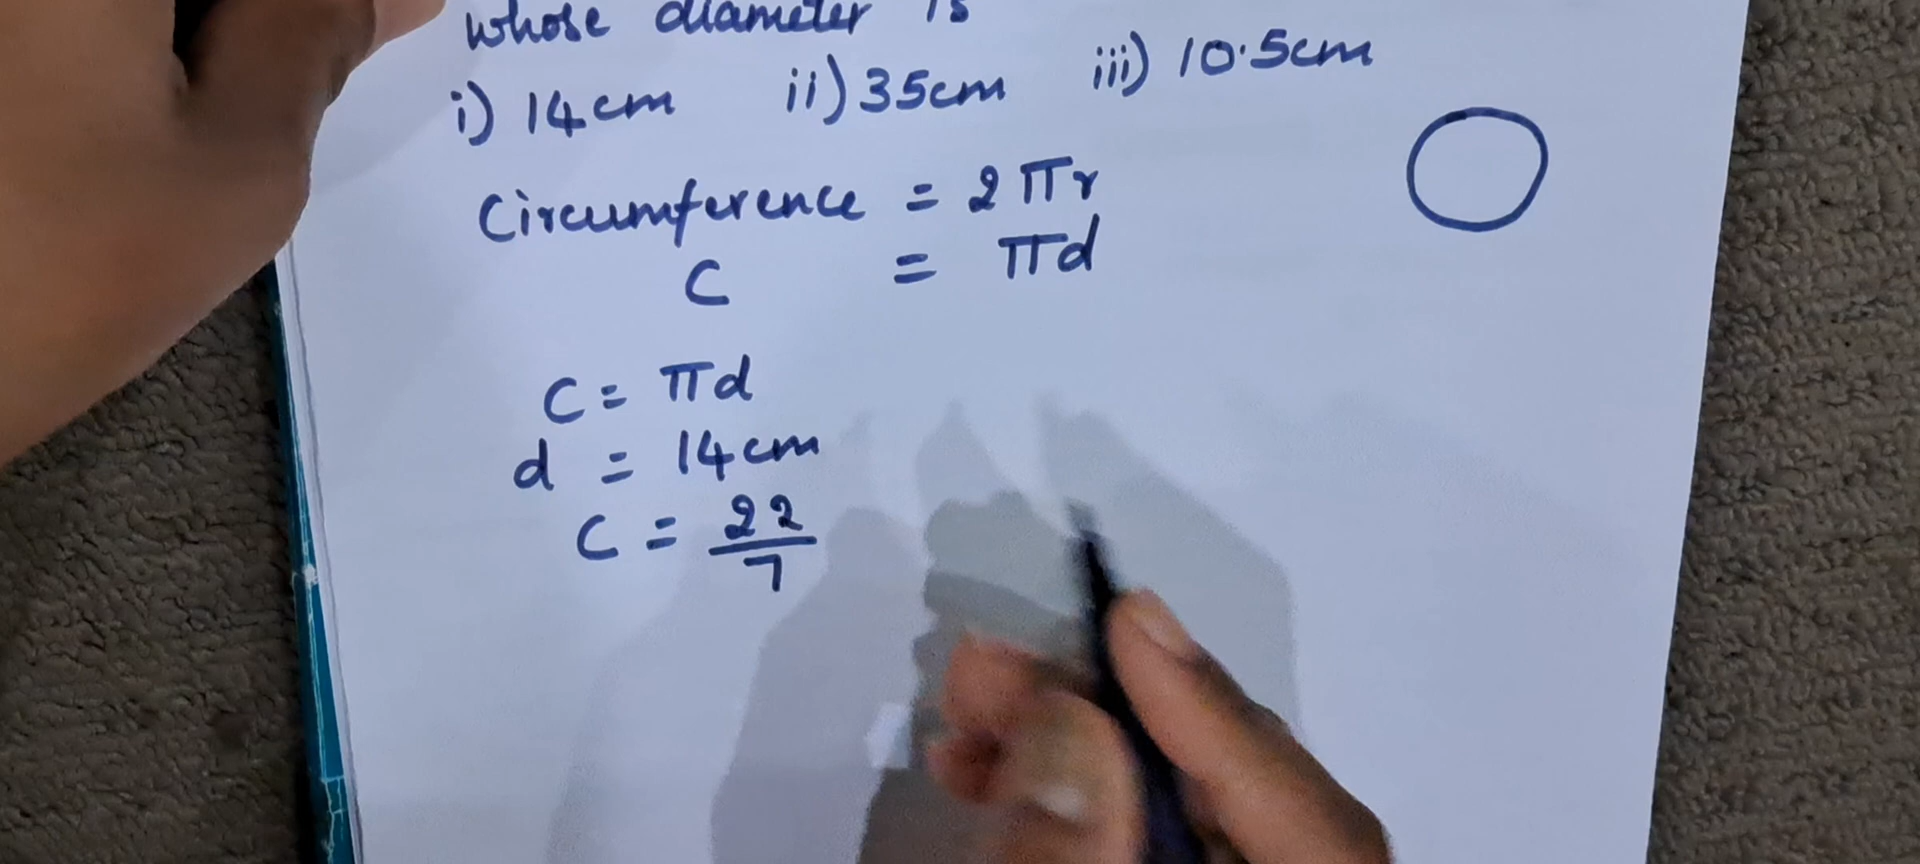 whose diameter is
i) 14cm ii) 35cm iii) 10.5cm
Circumference = 2πr
C = πd
C = πd
d = 14cm
C = 22/7